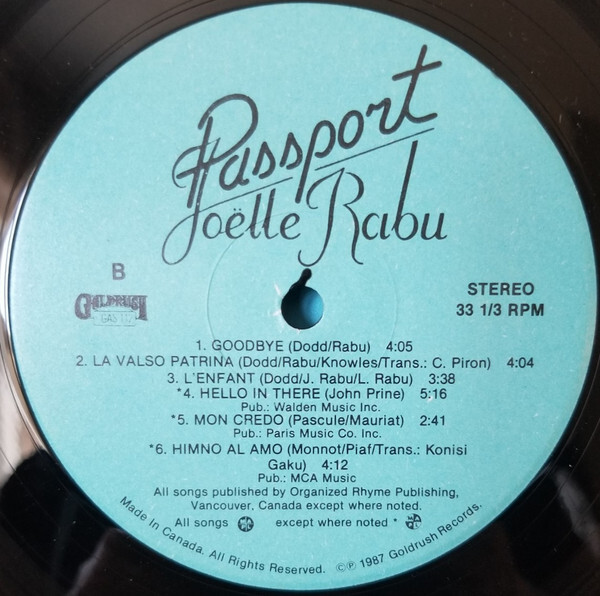 Passport
Joëlle Rabu
B
GOLDRUSH
STEREO
33 1/3 RPM
1. GOODBYE (Dodd/Rabu) 4:05
2. LA VALSO PATRINA (Dodd/Rabu/Knowles/Trans.: C. Piron) 4:04
3. L'ENFANT (Dodd/J. Rabu/L. Rabu) 3:38
*4. HELLO IN THERE (John Prine) 5:16
Pub.: Walden Music Inc.
*5. MON CREDO (Pascule/Mauriat) 2:41
Pub.: Paris Music Co. Inc.
*6. HIMNO AL AMO (Monnot/Piaf/Trans.: Konisi
Gaku) 4:12
Pub.: MCA Music
All songs published by Organized Rhyme Publishing,
Vancouver, Canada except where noted.
All songs except where noted *
Made In Canada. All Rights Reserved. ©℗ 1987 Goldrush Records.